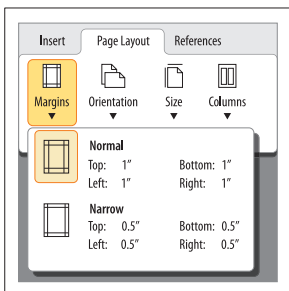 Insert Page Layout References
Margins Orientation Size Columns
Normal
Top: 1″ Bottom: 1″
Left: 1″ Right: 1″
Narrow
Top: 0.5″ Bottom: 0.5″
Left: 0.5″ Right: 0.5″